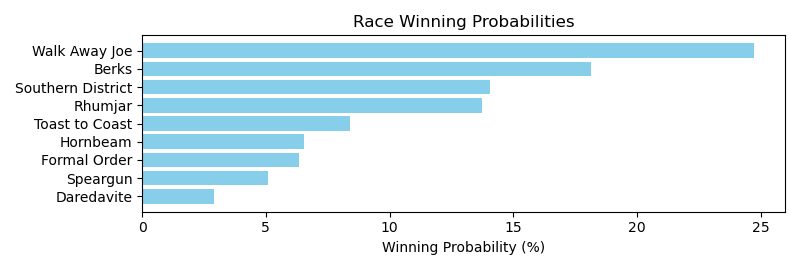 Race Winning Probabilities
Walk Away Joe
Berks
Southern District
Rhumjar
Toast to Coast
Hornbeam
Formal Order
Speargun
Daredavite
0 5 10 15 20 25
Winning Probability (%)